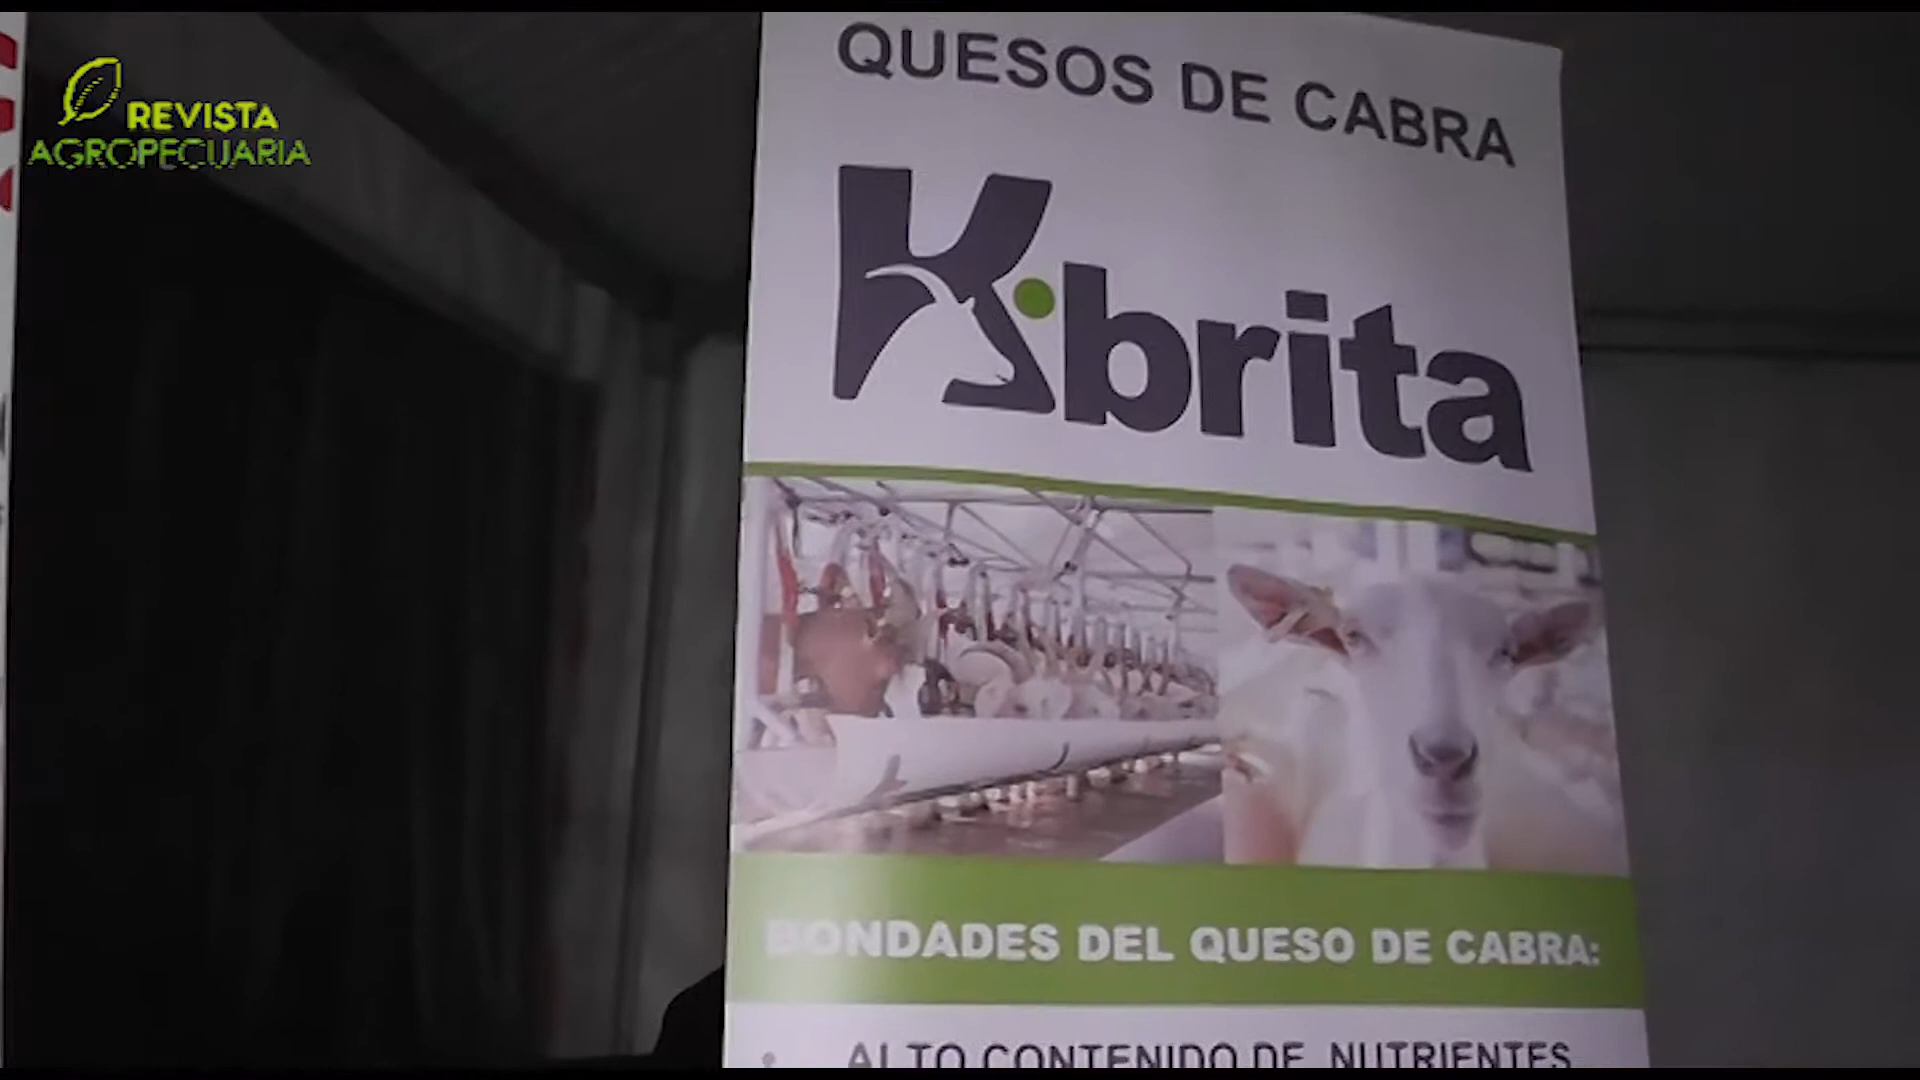 REVISTA
AGROPECUARIA
QUESOS DE CABRA
K·brita
BONDADES DEL QUESO DE CABRA:
• ALTO CONTENIDO DE NUTRIENTES